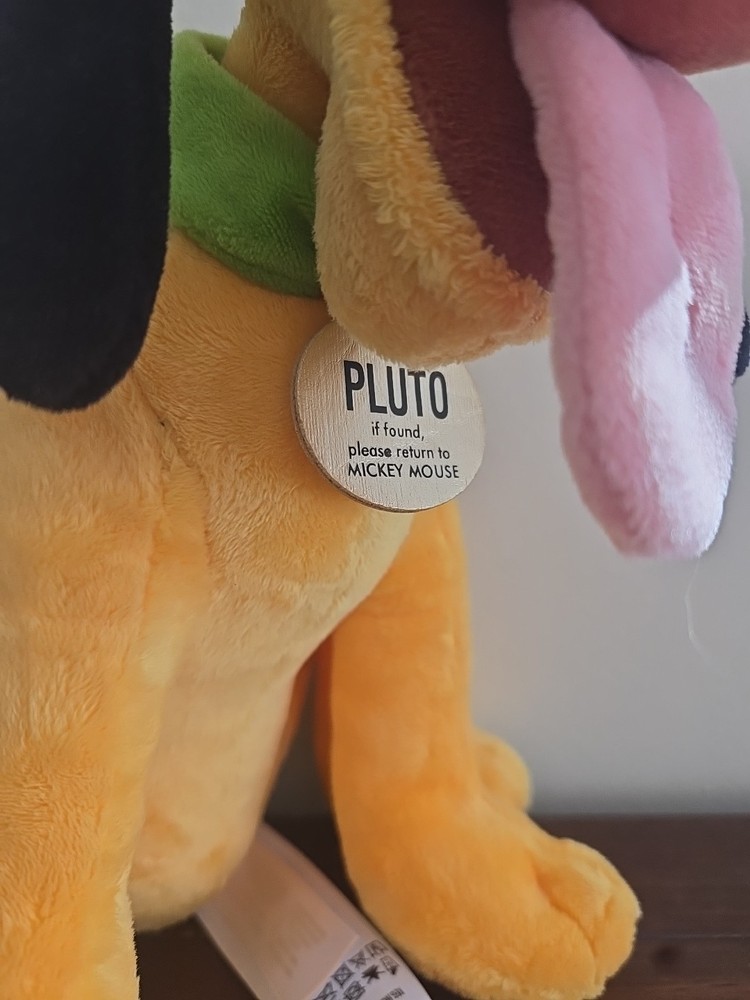 PLUTO
if found,
please return to
MICKEY MOUSE